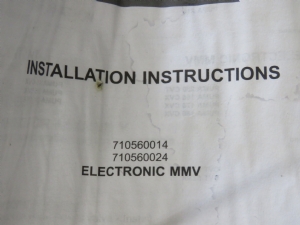 INSTALLATION INSTRUCTIONS
710560014
710560024
ELECTRONIC MMV